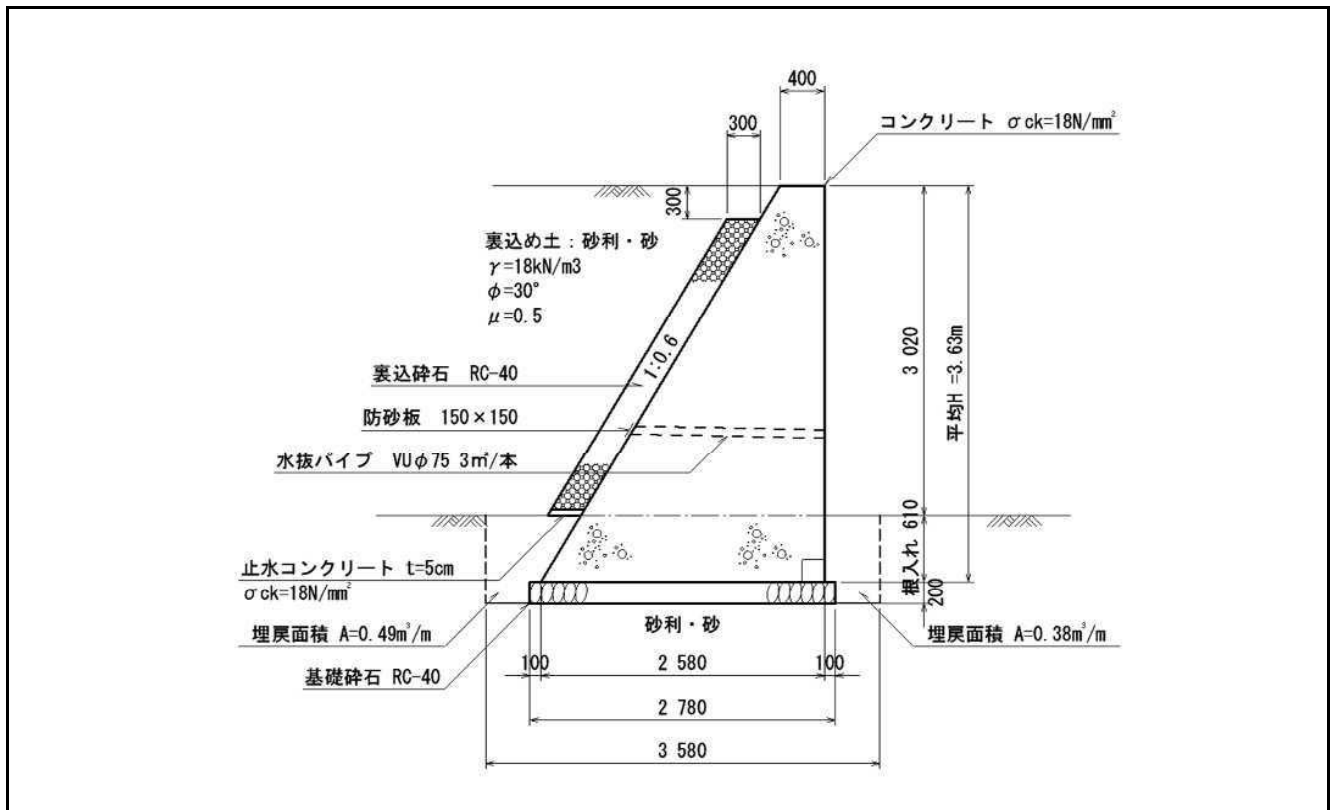 400
コンクリート σck=18N/mm²
300
300
裏込め土：砂利・砂
γ=18kN/m3
φ=30°
μ=0.5
1:0.6
3 020
平均H =3.63m
裏込砕石 RC-40
防砂板 150×150
水抜パイプ VUφ75 3㎡/本
止水コンクリート t=5cm
σck=18N/mm²
根入れ 610
200
埋戻面積 A=0.49m³/m
砂利・砂
埋戻面積 A=0.38m³/m
基礎砕石 RC-40
100
2 580
100
2 780
3 580